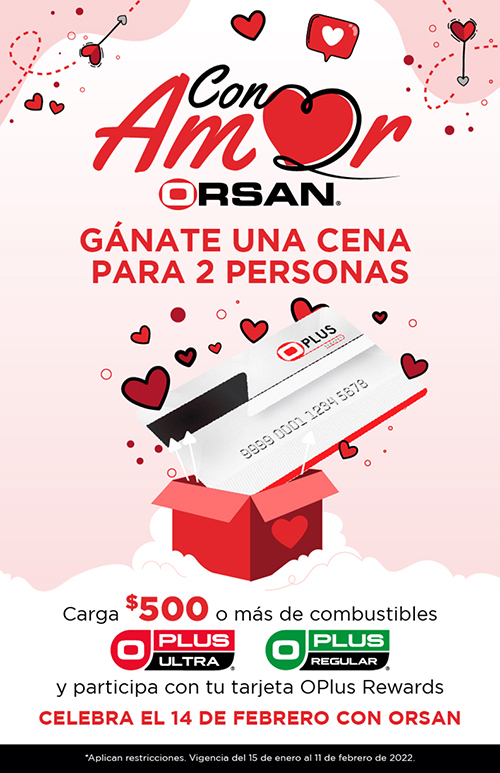 Con
Amor
ORSAN®
GÁNATE UNA CENA
PARA 2 PERSONAS
O PLUS
9999 0001 1234 5678
Carga $500 o más de combustibles
O PLUS ULTRA® O PLUS REGULAR®
y participa con tu tarjeta OPlus Rewards
CELEBRA EL 14 DE FEBRERO CON ORSAN
*Aplican restricciones. Vigencia del 15 de enero al 11 de febrero de 2022.